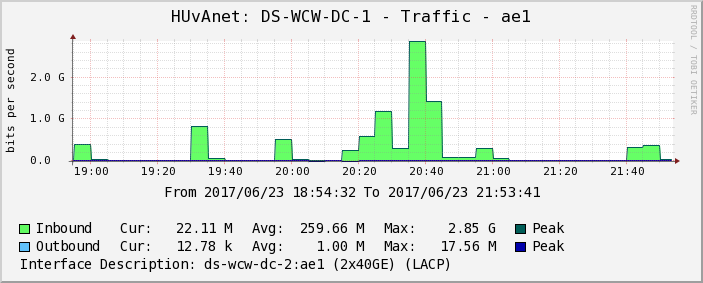 HUvAnet: DS-WCW-DC-1 - Traffic - ae1
RRDTOOL / TOBI OETIKER
bits per second
2.0 G
1.0 G
0.0
19:00 19:20 19:40 20:00 20:20 20:40 21:00 21:20 21:40
From 2017/06/23 18:54:32 To 2017/06/23 21:53:41
Inbound Cur: 22.11 M Avg: 259.66 M Max: 2.85 G Peak
Outbound Cur: 12.78 k Avg: 1.00 M Max: 17.56 M Peak
Interface Description: ds-wcw-dc-2:ae1 (2x40GE) (LACP)